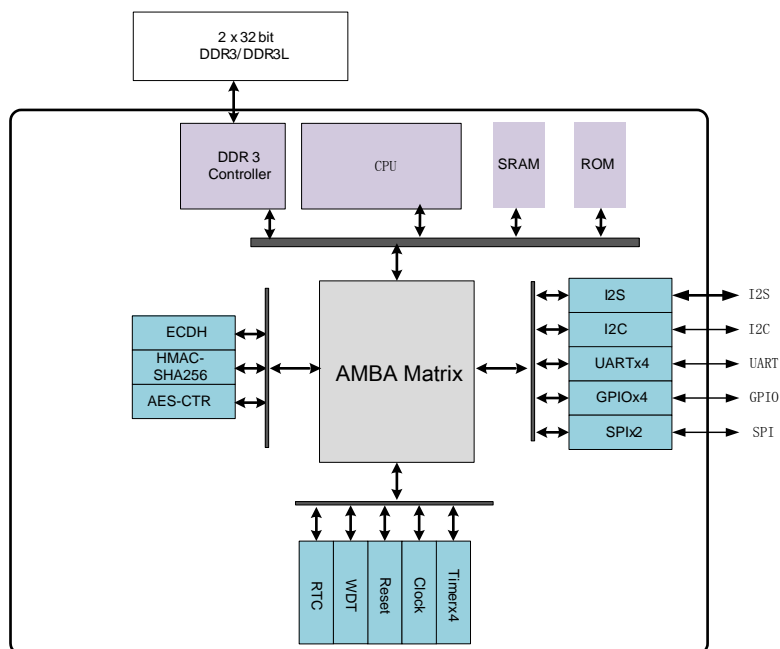 2 x 32 bit
DDR3/ DDR3L
DDR 3
Controller
CPU
SRAM
ROM
ECDH
HMAC-
SHA256
AES-CTR
AMBA Matrix
I2S
I2C
UARTx4
GPIOx4
SPIx2
I2S
I2C
UART
GPIO
SPI
RTC
WDT
Reset
Clock
Timerx4